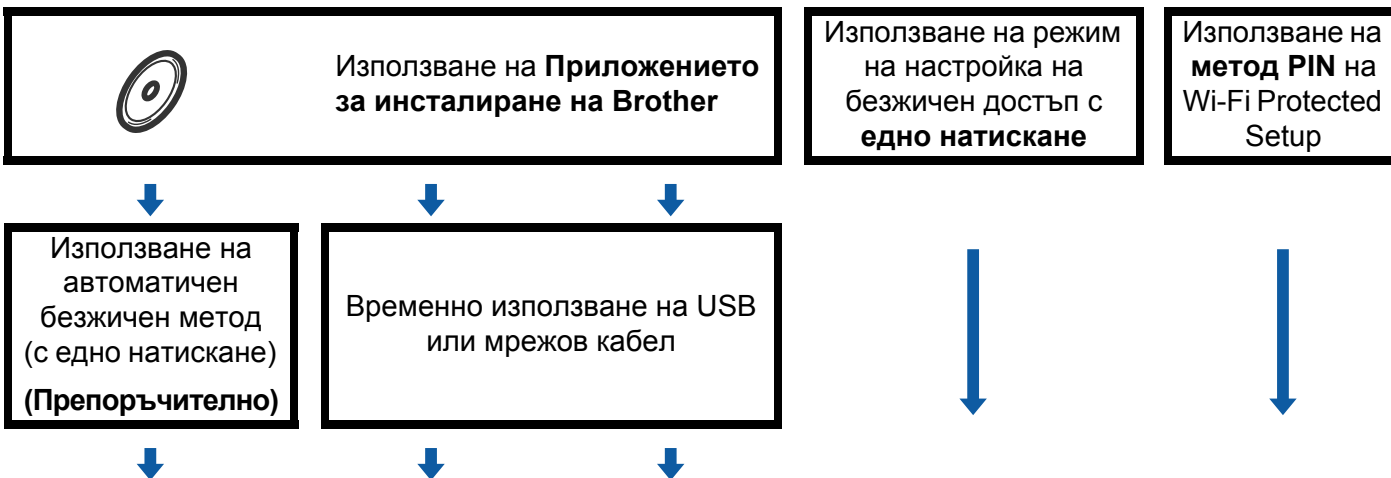 Използване на Приложението
за инсталиране на Brother
Използване на режим
на настройка на
безжичен достъп с
едно натискане
Използване на
метод PIN на
Wi-Fi Protected
Setup
Използване на
автоматичен
безжичен метод
(с едно натискане)
(Препоръчително)
Временно използване на USB
или мрежов кабел